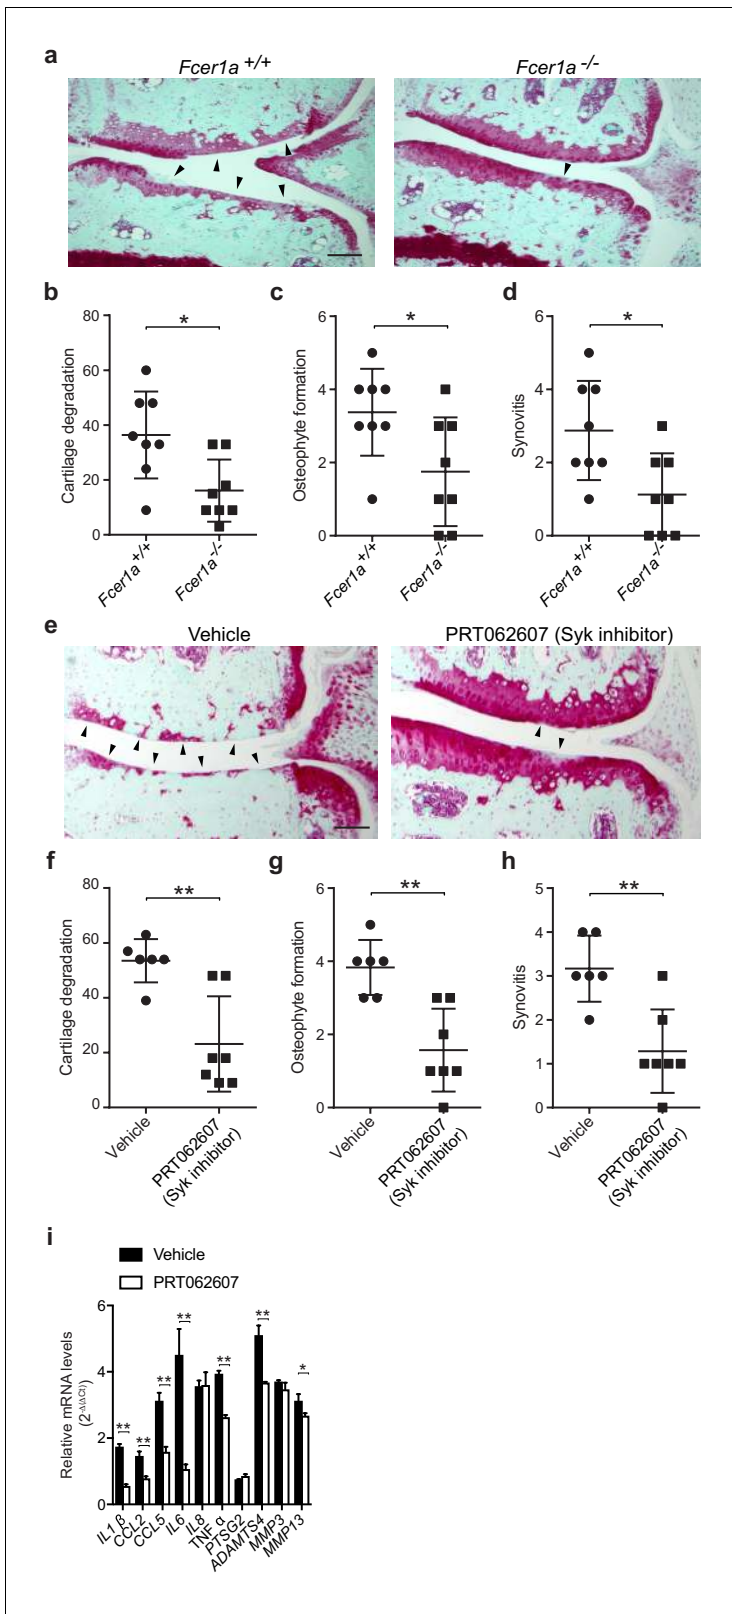 a
Fcer1a +/+
Fcer1a -/-
b
c
d
80
60
40
20
0
Cartilage degradation
*
Fcer1a+/+
Fcer1a-/-
6
4
2
0
Osteophyte formation
*
Fcer1a+/+
Fcer1a-/-
6
4
2
0
Synovitis
*
Fcer1a+/+
Fcer1a-/-
e
Vehicle
PRT062607 (Syk inhibitor)
f
g
h
80
60
40
20
0
Cartilage degradation
**
Vehicle
PRT062607
(Syk inhibitor)
6
4
2
0
Osteophyte formation
**
Vehicle
PRT062607
(Syk inhibitor)
5
4
3
2
1
0
Synovitis
**
Vehicle
PRT062607
(Syk inhibitor)
i
Vehicle
PRT062607
6
4
2
0
Relative mRNA levels
(2-Δ(ΔCt))
**
**
**
**
**
**
*
IL1 β
CCL2
CCL5
IL6
IL8
TNF α
PTSG2
ADAMTS4
MMP3
MMP13